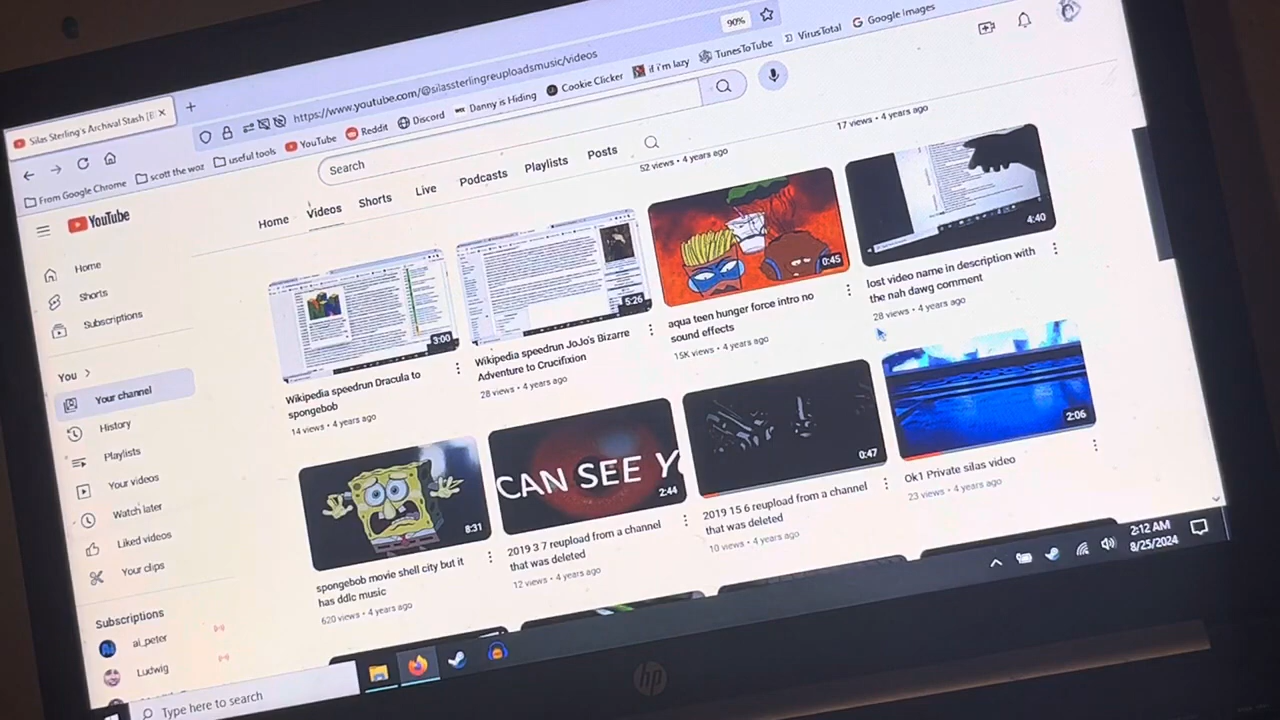 Silas Sterling's Archival Stash [
90%
https://www.youtube.com/@silassterlingreuploadsmusic/videos
From Google Chrome
scott the woz
useful tools
YouTube
Reddit
Discord
Danny is Hiding
Cookie Clicker
if i'm lazy
TunesToTube
VirusTotal
Google Images
YouTube
Search
Home
Videos
Shorts
Live
Podcasts
Playlists
Posts
Home
Shorts
Subscriptions
You
Your channel
History
Playlists
Your videos
Watch later
Liked videos
Your clips
Subscriptions
ai_peter
Ludwig
52 views • 4 years ago
17 views • 4 years ago
3:00
Wikipedia speedrun Dracula to
spongebob
14 views • 4 years ago
5:26
Wikipedia speedrun JoJo's Bizarre
Adventure to Crucifixion
28 views • 4 years ago
0:45
aqua teen hunger force intro no
sound effects
15K views • 4 years ago
4:40
lost video name in description with
the nah dawg comment
28 views • 4 years ago
8:31
spongebob movie shell city but it
has ddlc music
620 views • 4 years ago
CAN SEE Y
2:44
2019 3 7 reupload from a channel
that was deleted
12 views • 4 years ago
0:47
2019 15 6 reupload from a channel
that was deleted
10 views • 4 years ago
2:06
Ok1 Private silas video
23 views • 4 years ago
Type here to search
2:12 AM
8/25/2024
hp